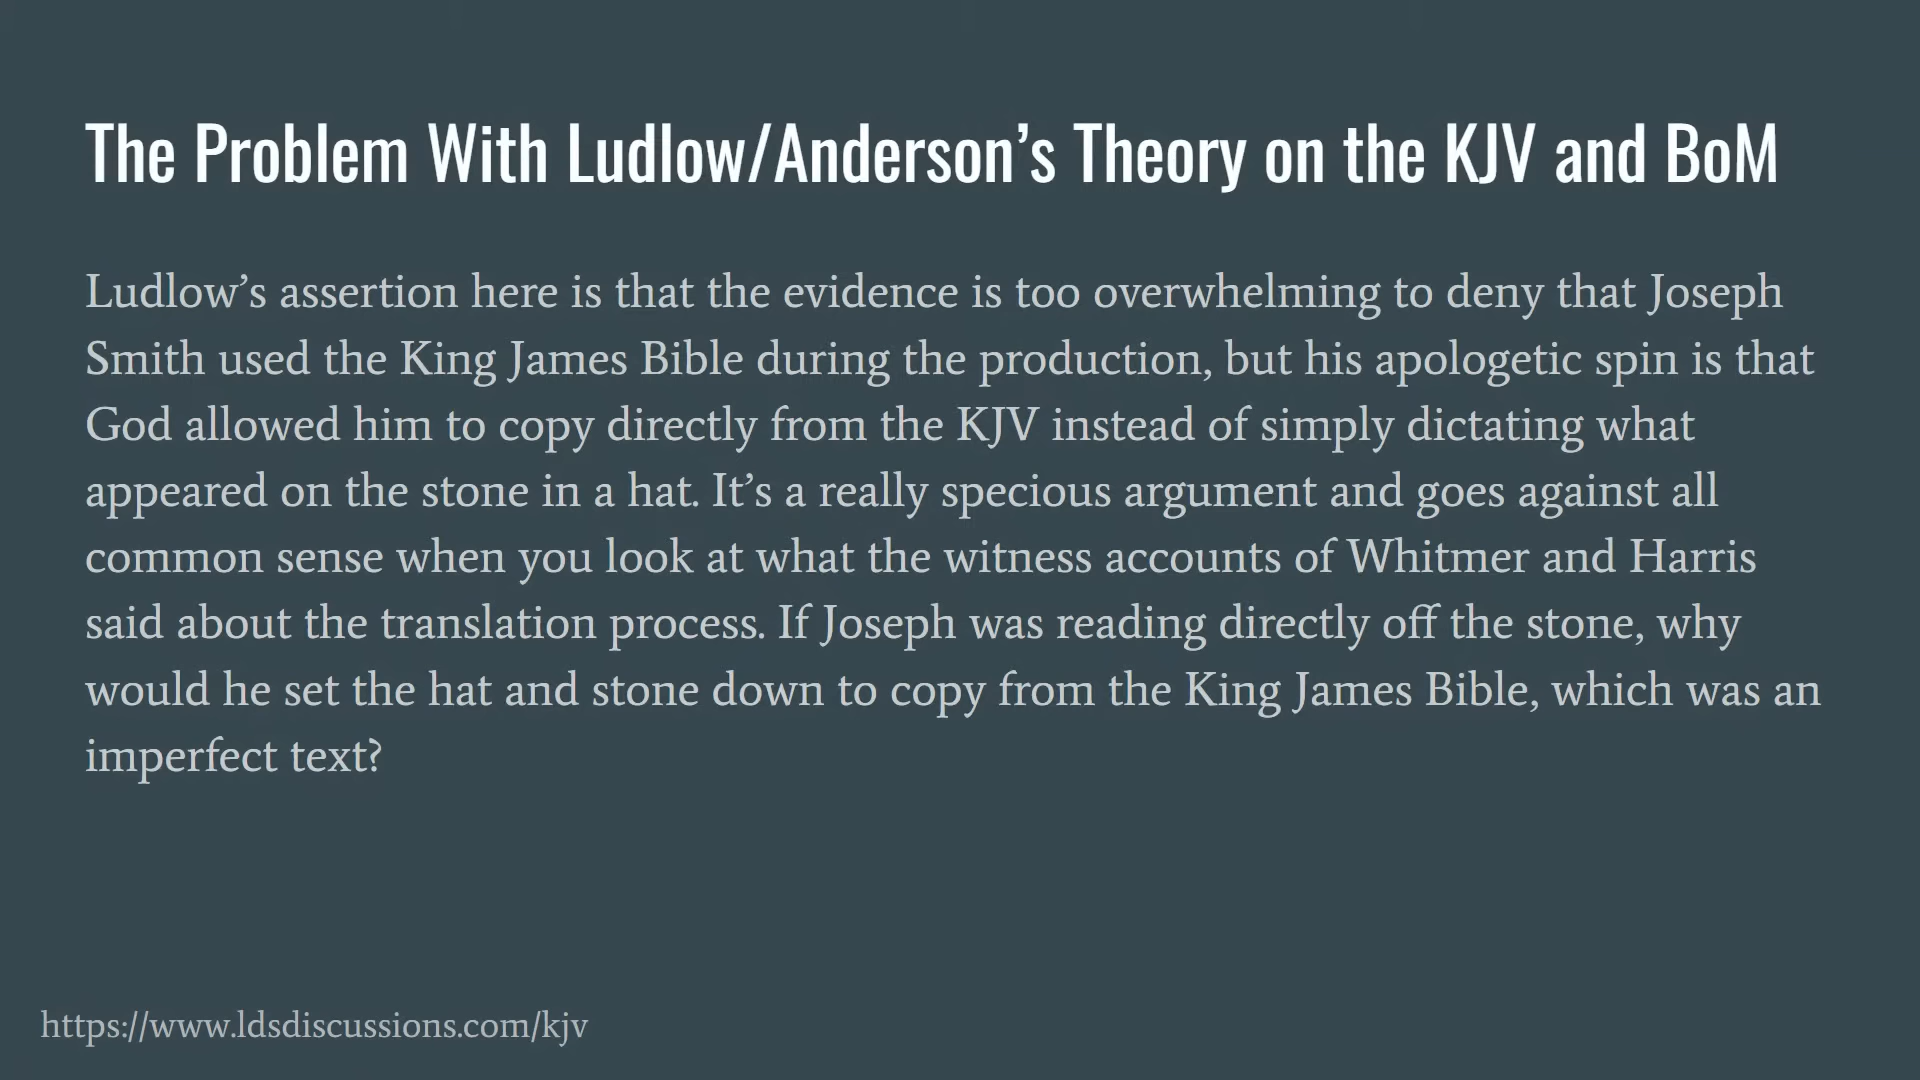 The Problem With Ludlow/Anderson’s Theory on the KJV and BoM
Ludlow’s assertion here is that the evidence is too overwhelming to deny that Joseph
Smith used the King James Bible during the production, but his apologetic spin is that
God allowed him to copy directly from the KJV instead of simply dictating what
appeared on the stone in a hat. It’s a really specious argument and goes against all
common sense when you look at what the witness accounts of Whitmer and Harris
said about the translation process. If Joseph was reading directly off the stone, why
would he set the hat and stone down to copy from the King James Bible, which was an
imperfect text?
https://www.ldsdiscussions.com/kjv